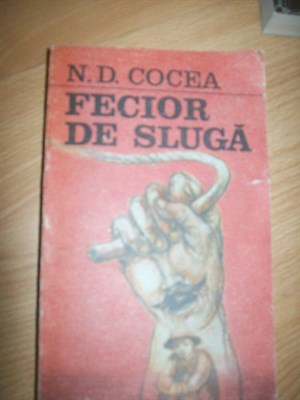 N. D. COCEA
FECIOR
DE SLUGĂ